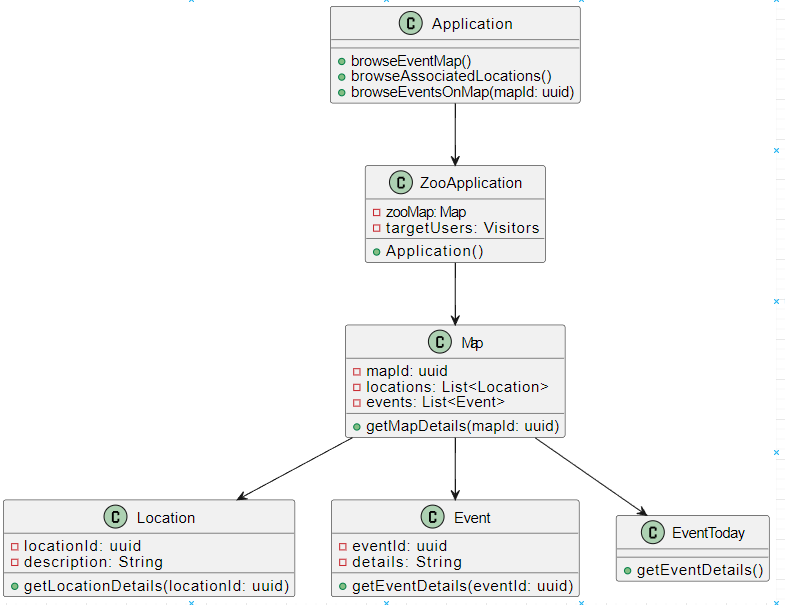 C Application
browseEventMap()
browseAssociatedLocations()
browseEventsOnMap(mapId: uuid)
C ZooApplication
zooMap: Map
targetUsers: Visitors
Application()
C Map
mapId: uuid
locations: List<Location>
events: List<Event>
getMapDetails(mapId: uuid)
C Location
locationId: uuid
description: String
getLocationDetails(locationId: uuid)
C Event
eventId: uuid
details: String
getEventDetails(eventId: uuid)
C EventToday
getEventDetails()